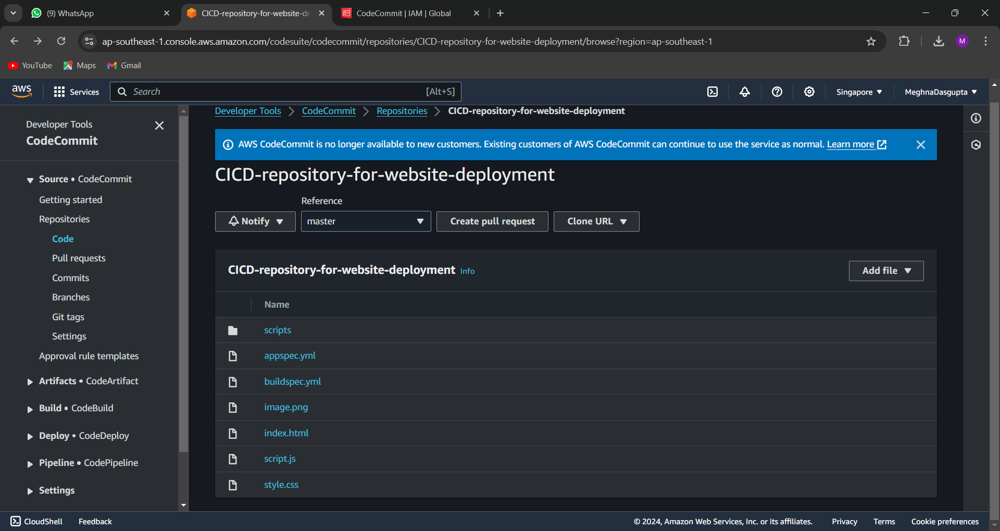 (9) WhatsApp
CICD-repository-for-website-de
CodeCommit | IAM | Global
ap-southeast-1.console.aws.amazon.com/codesuite/codecommit/repositories/CICD-repository-for-website-deployment/browse?region=ap-southeast-1
M
YouTube
Maps
Gmail
aws
Services
Search
[Alt+S]
Singapore
MeghnaDasgupta
Developer Tools
CodeCommit
Source • CodeCommit
Getting started
Repositories
Code
Pull requests
Commits
Branches
Git tags
Settings
Approval rule templates
Artifacts • CodeArtifact
Build • CodeBuild
Deploy • CodeDeploy
Pipeline • CodePipeline
Settings
Developer Tools
CodeCommit
Repositories
CICD-repository-for-website-deployment
AWS CodeCommit is no longer available to new customers. Existing customers of AWS CodeCommit can continue to use the service as normal. Learn more
CICD-repository-for-website-deployment
Reference
Notify
master
Create pull request
Clone URL
CICD-repository-for-website-deployment Info
Add file
Name
scripts
appspec.yml
buildspec.yml
image.png
index.html
script.js
style.css
CloudShell
Feedback
© 2024, Amazon Web Services, Inc. or its affiliates.
Privacy
Terms
Cookie preferences